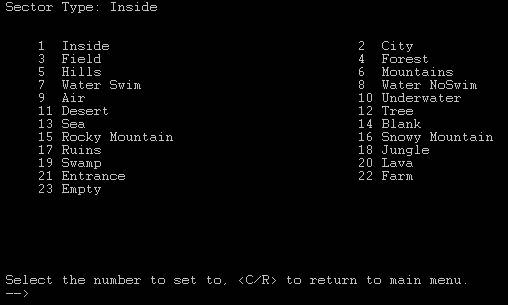 Sector Type: Inside
1 Inside 2 City
3 Field 4 Forest
5 Hills 6 Mountains
7 Water Swim 8 Water NoSwim
9 Air 10 Underwater
11 Desert 12 Tree
13 Sea 14 Blank
15 Rocky Mountain 16 Snowy Mountain
17 Ruins 18 Jungle
19 Swamp 20 Lava
21 Entrance 22 Farm
23 Empty
Select the number to set to, <C/R> to return to main menu.
-->